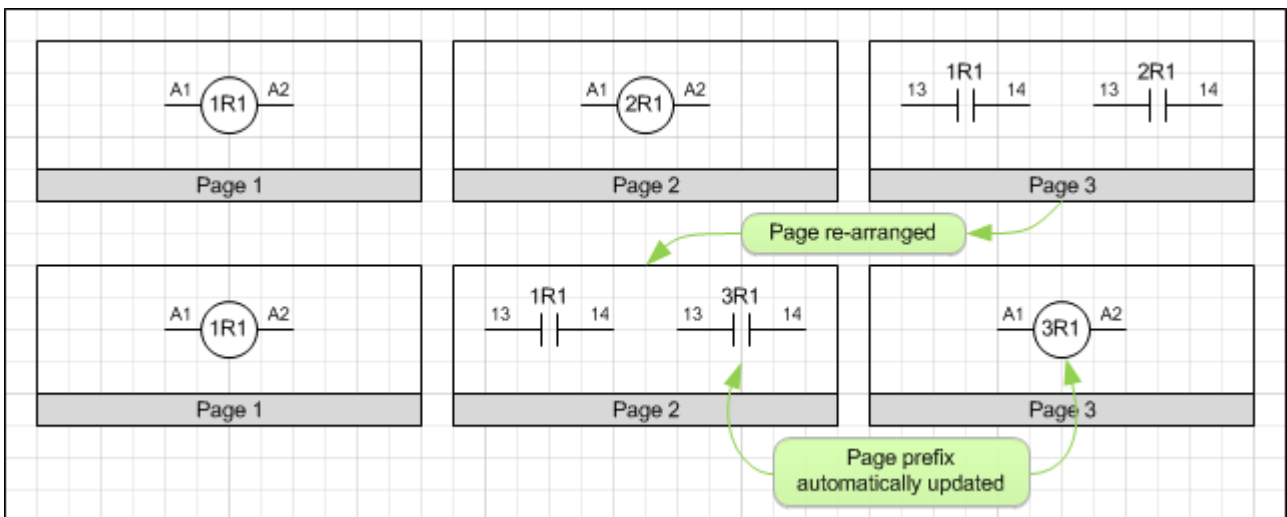 A1 1R1 A2
Page 1
A1 2R1 A2
Page 2
1R1 2R1
13 14 13 14
Page 3
Page re-arranged
A1 1R1 A2
Page 1
1R1 3R1
13 14 13 14
Page 2
A1 3R1 A2
Page 3
Page prefix
automatically updated